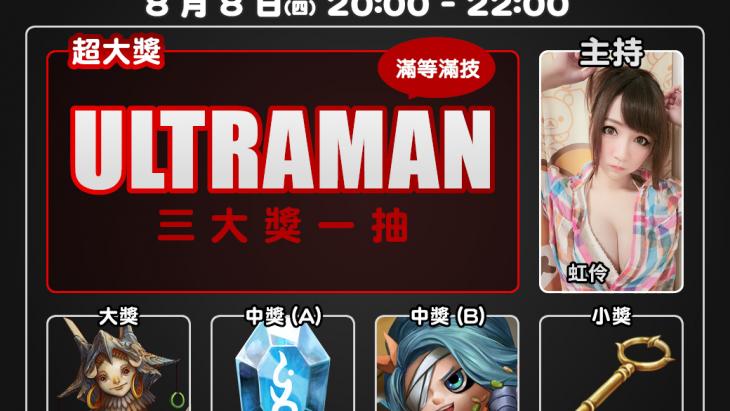 8月8日(四) 20:00 - 22:00
超大獎
滿等滿技
主持
ULTRAMAN
三大獎一抽
虹伶
大獎
中獎 (A)
中獎 (B)
小獎